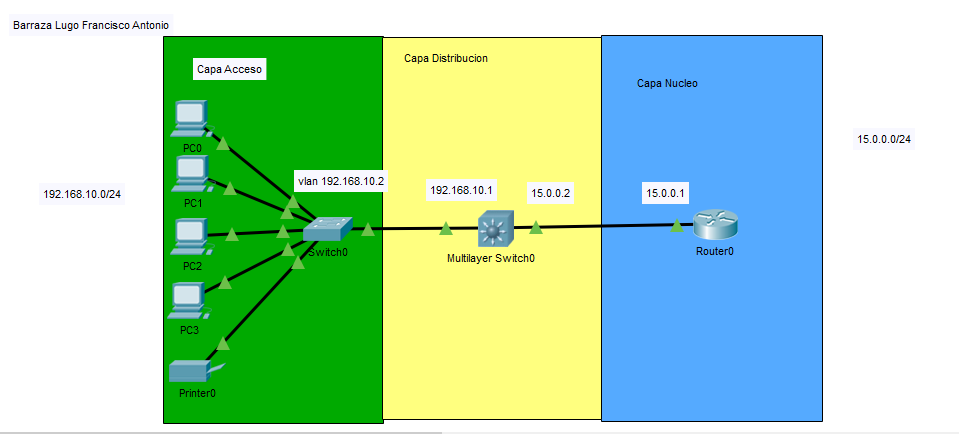 Barraza Lugo Francisco Antonio
Capa Acceso
Capa Distribucion
Capa Nucleo
PC0
15.0.0.0/24
vlan 192.168.10.2
192.168.10.0/24
192.168.10.1
15.0.0.2
15.0.0.1
PC1
Switch0
Multilayer Switch0
Router0
PC2
PC3
Printer0